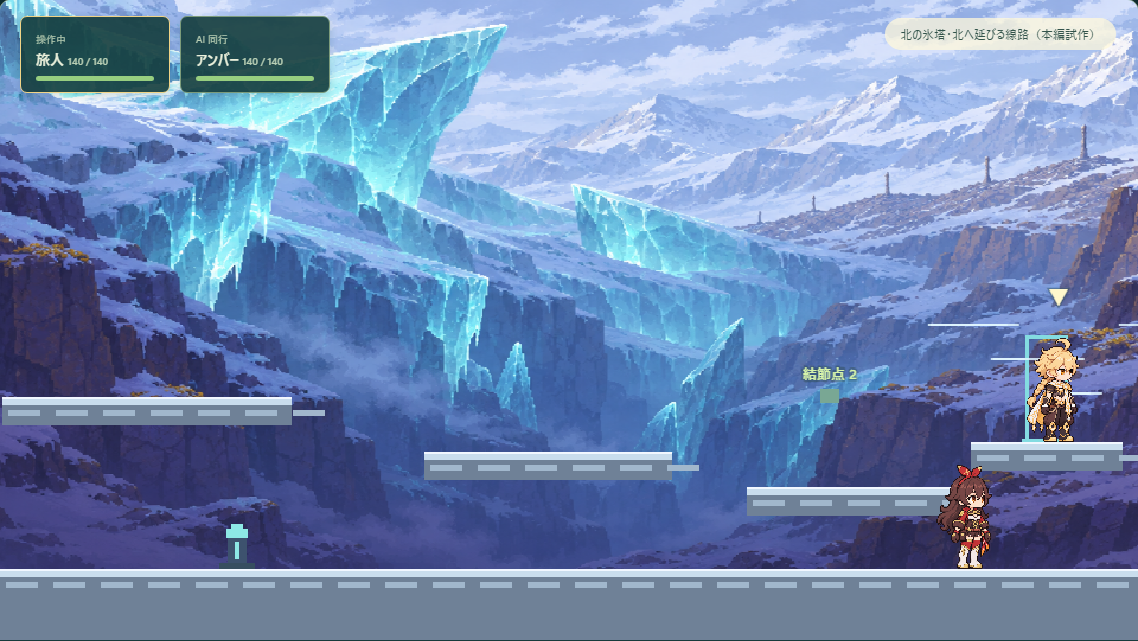 操作中
旅人 140 / 140
AI 同行
アンバー 140 / 140
北の氷塔・北へ延びる線路（本編試作）
結節点 2